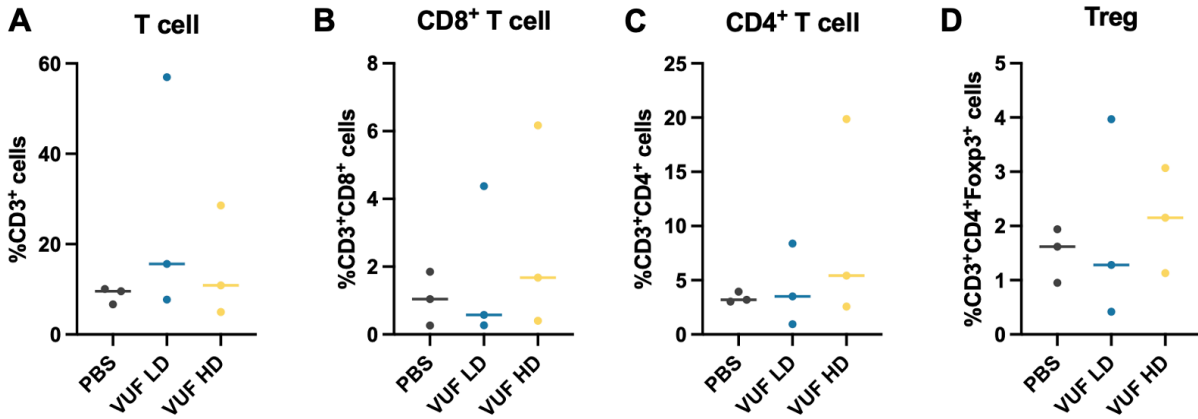 A T cell
%CD3⁺ cells
60
40
20
0
PBS
VUF LD
VUF HD
B CD8⁺ T cell
%CD3⁺CD8⁺ cells
8
6
4
2
0
PBS
VUF LD
VUF HD
C CD4⁺ T cell
%CD3⁺CD4⁺ cells
25
20
15
10
5
0
PBS
VUF LD
VUF HD
D Treg
%CD3⁺CD4⁺Foxp3⁺ cells
5
4
3
2
1
0
PBS
VUF LD
VUF HD